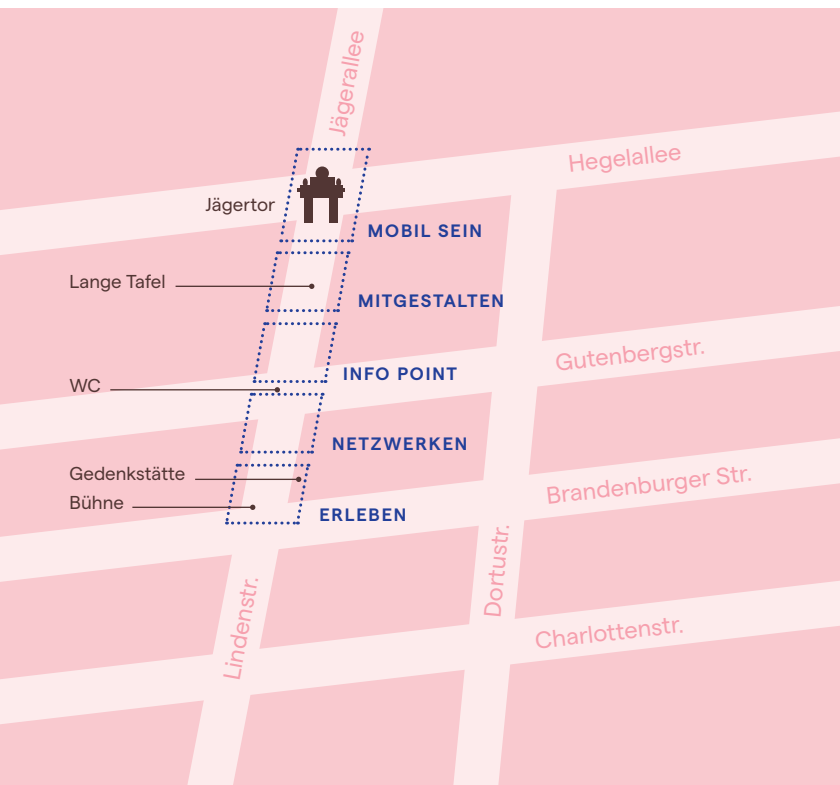 Jägerallee
Hegelallee
Jägertor
MOBIL SEIN
Lange Tafel
MITGESTALTEN
Gutenbergstr.
INFO POINT
WC
NETZWERKEN
Gedenkstätte
Brandenburger Str.
Bühne
ERLEBEN
Dortustr.
Lindenstr.
Charlottenstr.